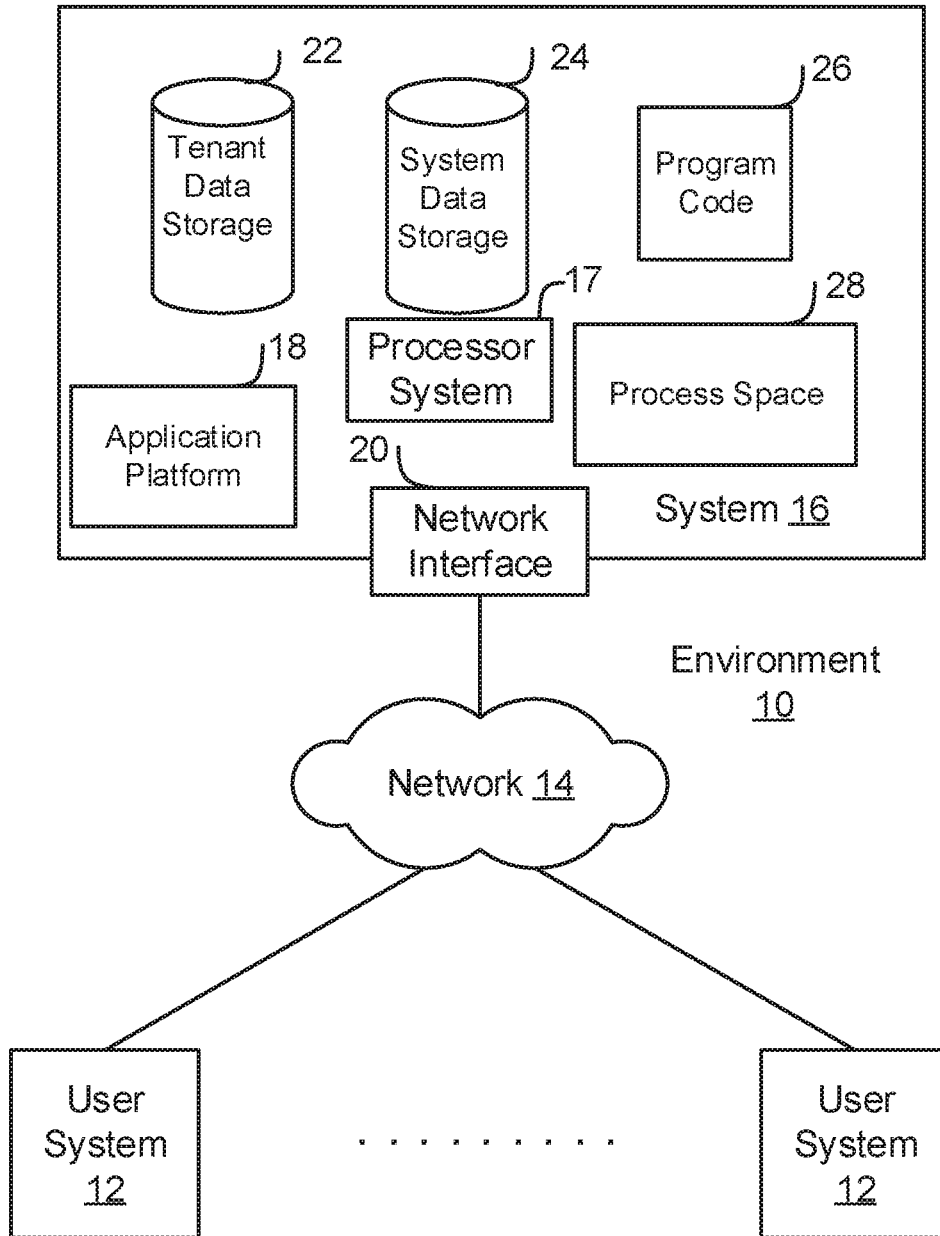 22
24
26
Tenant
Data
Storage
System
Data
Storage
Program
Code
17
28
18
Processor
System
Process Space
Application
Platform
20
Network
Interface
System 16
Environment
10
Network 14
User
System
12
. . . . . . . . .
User
System
12